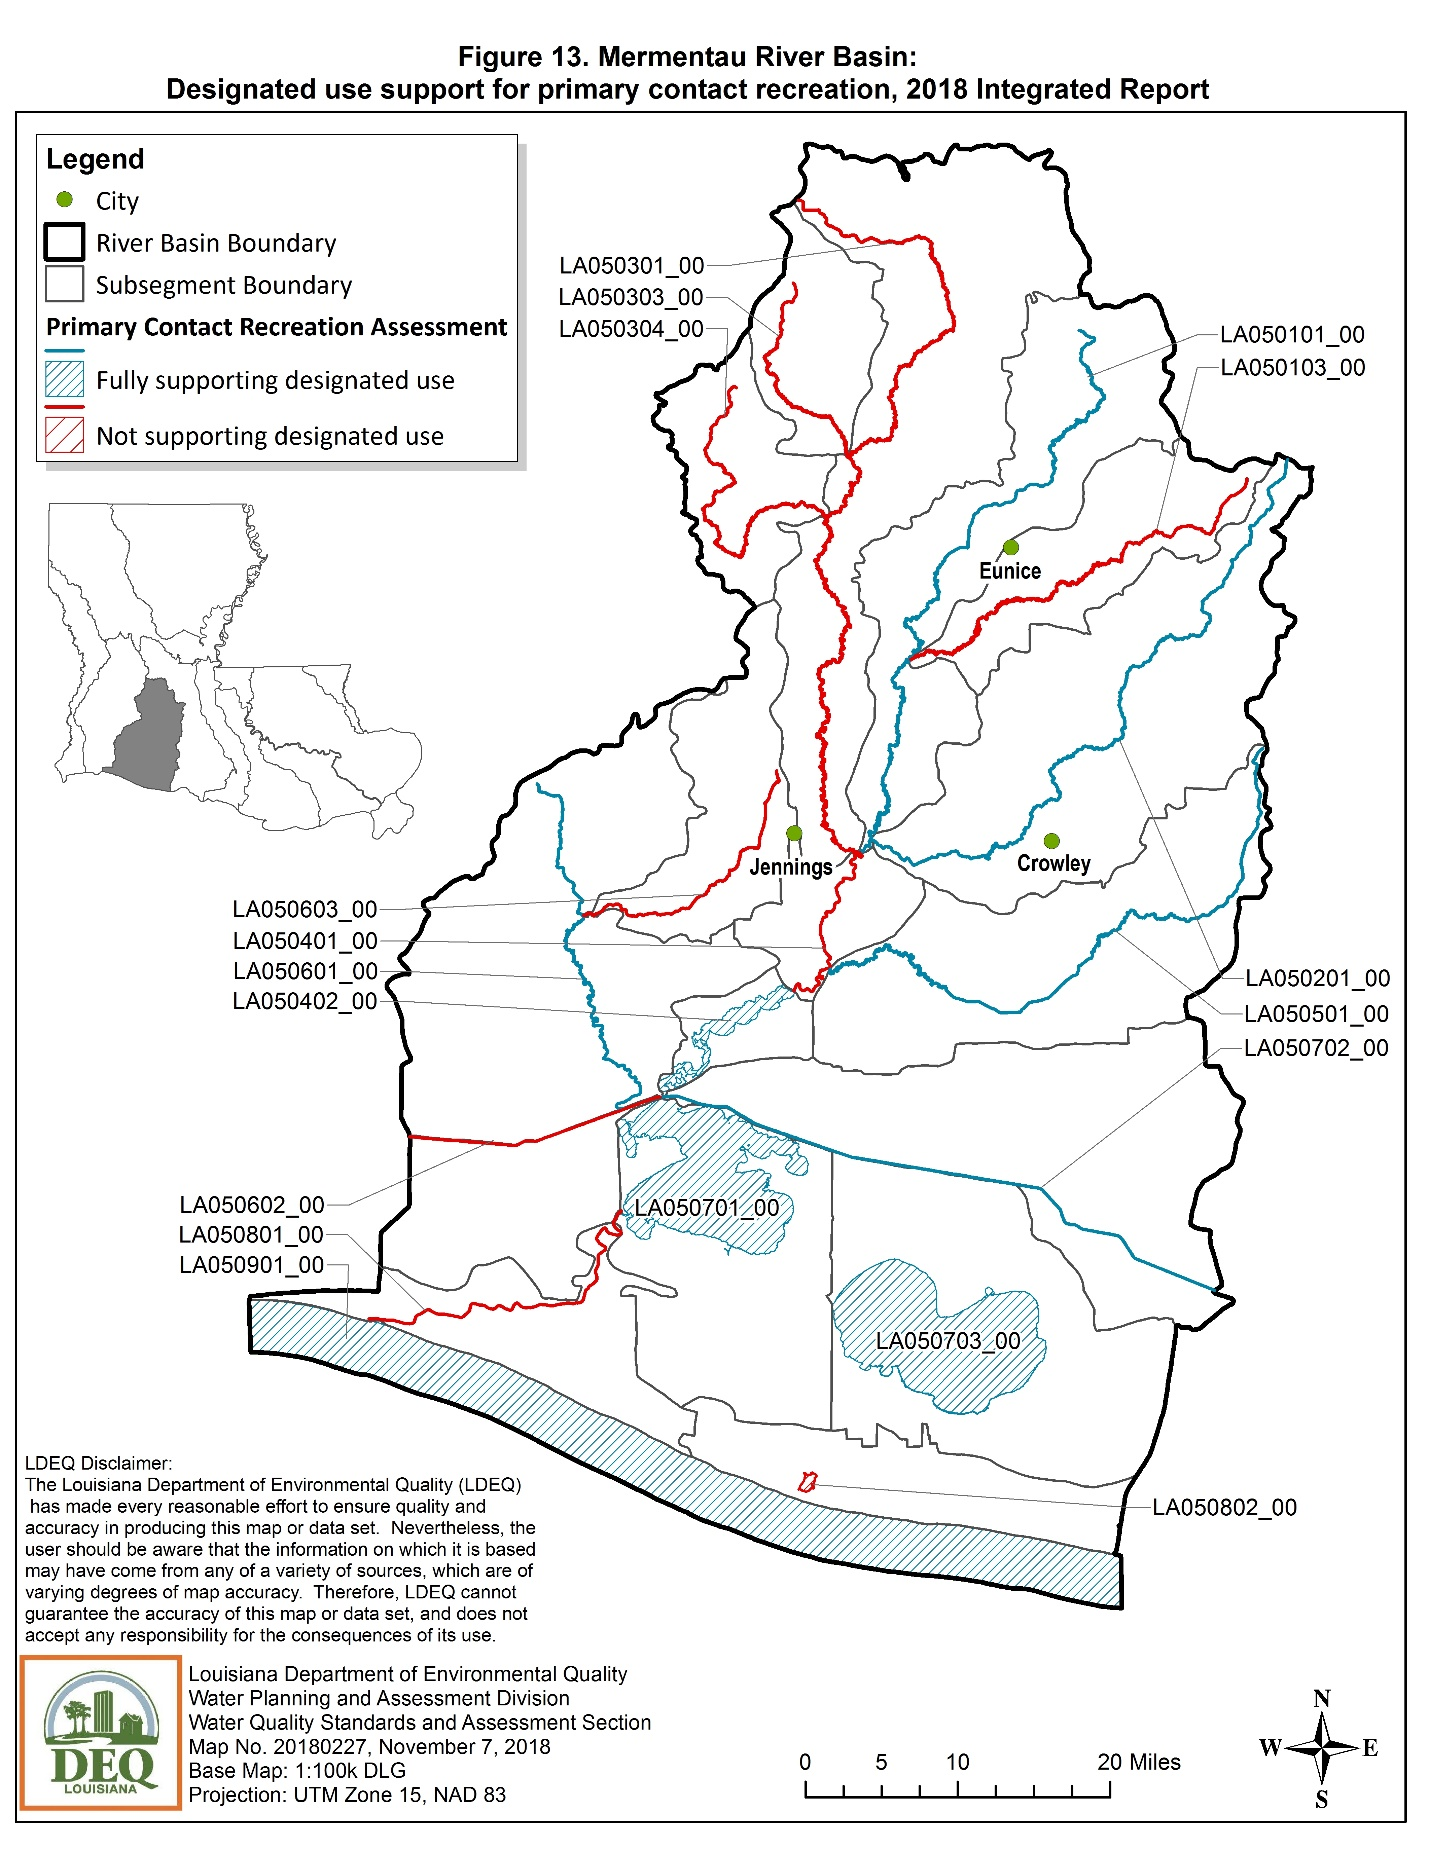 Figure 13. Mermentau River Basin:
Designated use support for primary contact recreation, 2018 Integrated Report
Legend
City
River Basin Boundary
Subsegment Boundary
Primary Contact Recreation Assessment
Fully supporting designated use
Not supporting designated use
LA050301_00
LA050303_00
LA050304_00
LA050101_00
LA050103_00
Eunice
Jennings
Crowley
LA050603_00
LA050401_00
LA050601_00
LA050402_00
LA050201_00
LA050501_00
LA050702_00
LA050602_00
LA050801_00
LA050901_00
LA050701_00
LA050703_00
LA050802_00
LDEQ Disclaimer:
The Louisiana Department of Environmental Quality (LDEQ)
has made every reasonable effort to ensure quality and
accuracy in producing this map or data set. Nevertheless, the
user should be aware that the information on which it is based
may have come from any of a variety of sources, which are of
varying degrees of map accuracy. Therefore, LDEQ cannot
guarantee the accuracy of this map or data set, and does not
accept any responsibility for the consequences of its use.
DEQ
LOUISIANA
Louisiana Department of Environmental Quality
Water Planning and Assessment Division
Water Quality Standards and Assessment Section
Map No. 20180227, November 7, 2018
Base Map: 1:100k DLG
Projection: UTM Zone 15, NAD 83
0 5 10 20 Miles
N
W E
S